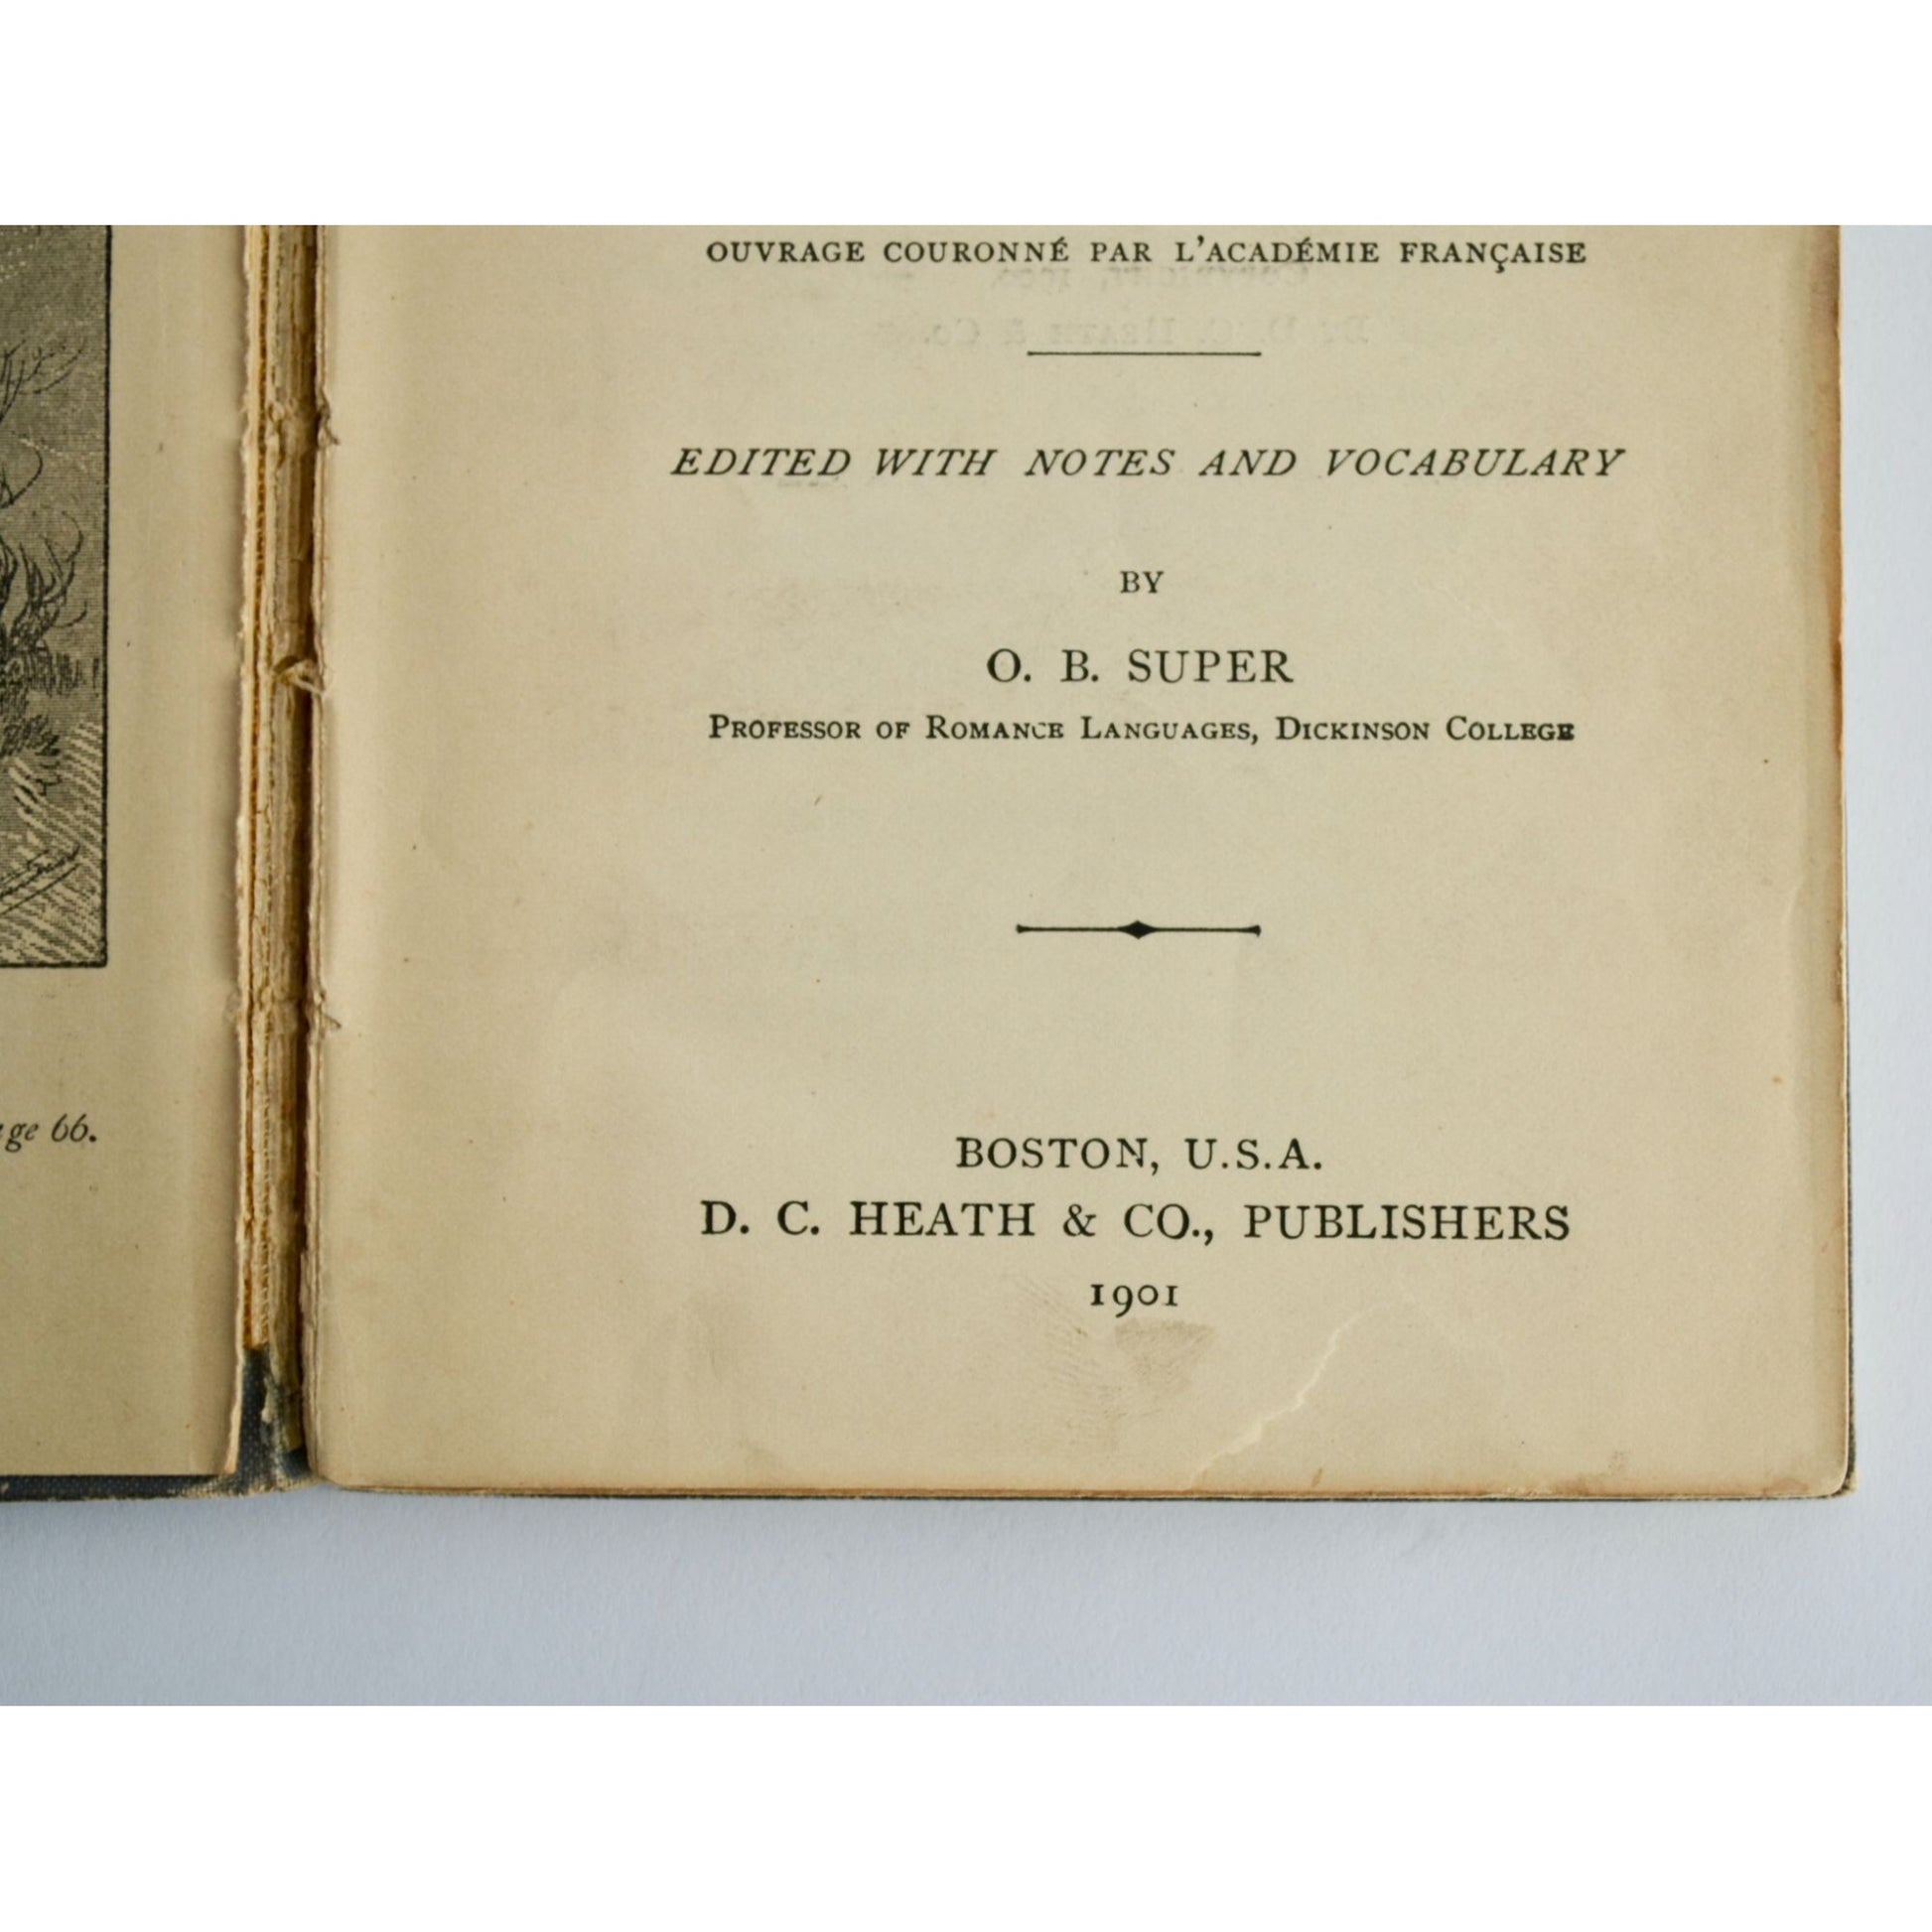 OUVRAGE COURONNÉ PAR L'ACADÉMIE FRANÇAISE
EDITED WITH NOTES AND VOCABULARY
BY
O. B. SUPER
PROFESSOR OF ROMANCE LANGUAGES, DICKINSON COLLEGE
BOSTON, U.S.A.
D. C. HEATH & CO., PUBLISHERS
1901
66.